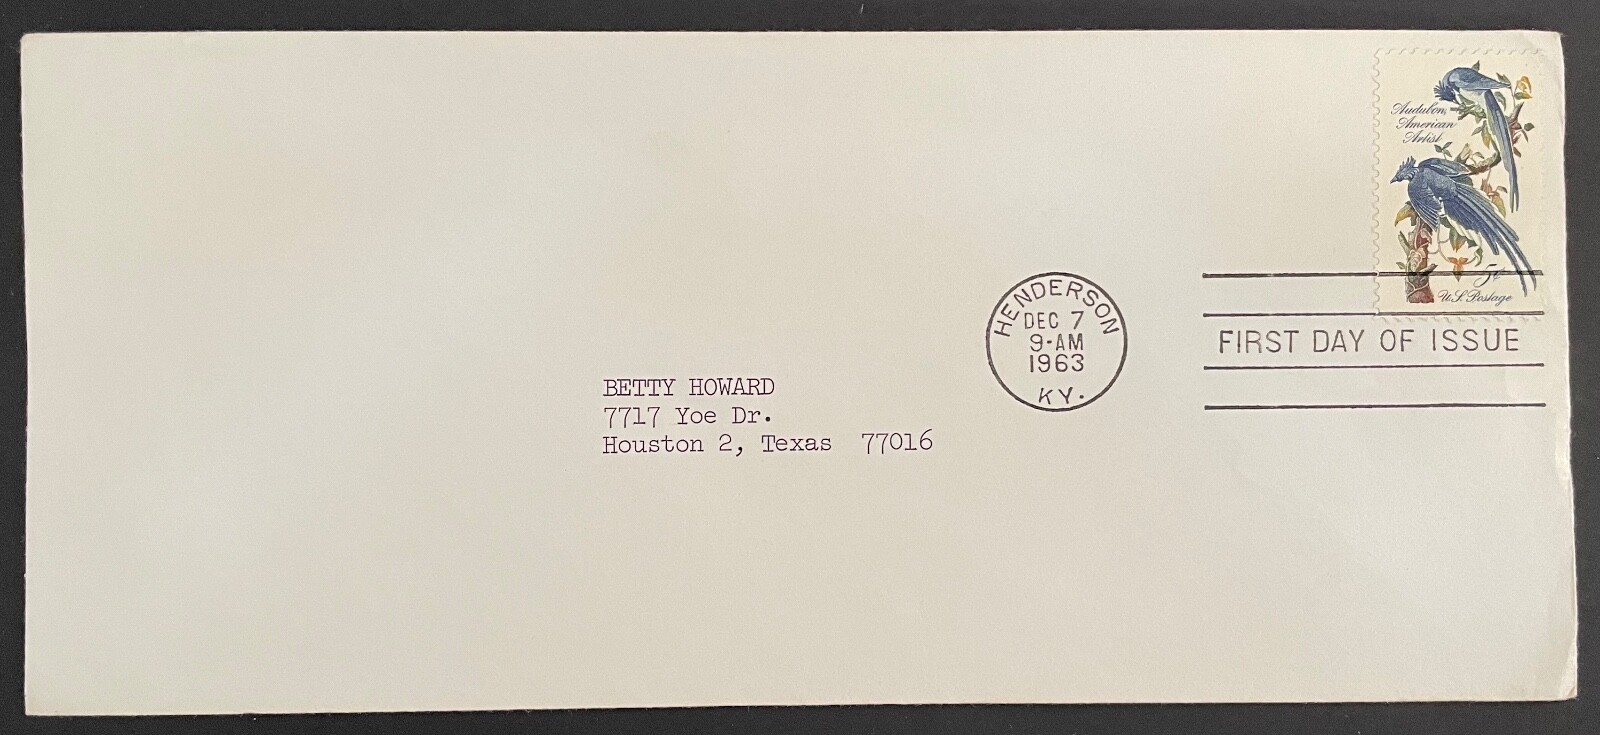 Audubon,
American
Artist
5¢
U.S. Postage
HENDERSON
DEC 7
9-AM
1963
KY.
FIRST DAY OF ISSUE
BETTY HOWARD
7717 Yoe Dr.
Houston 2, Texas 77016